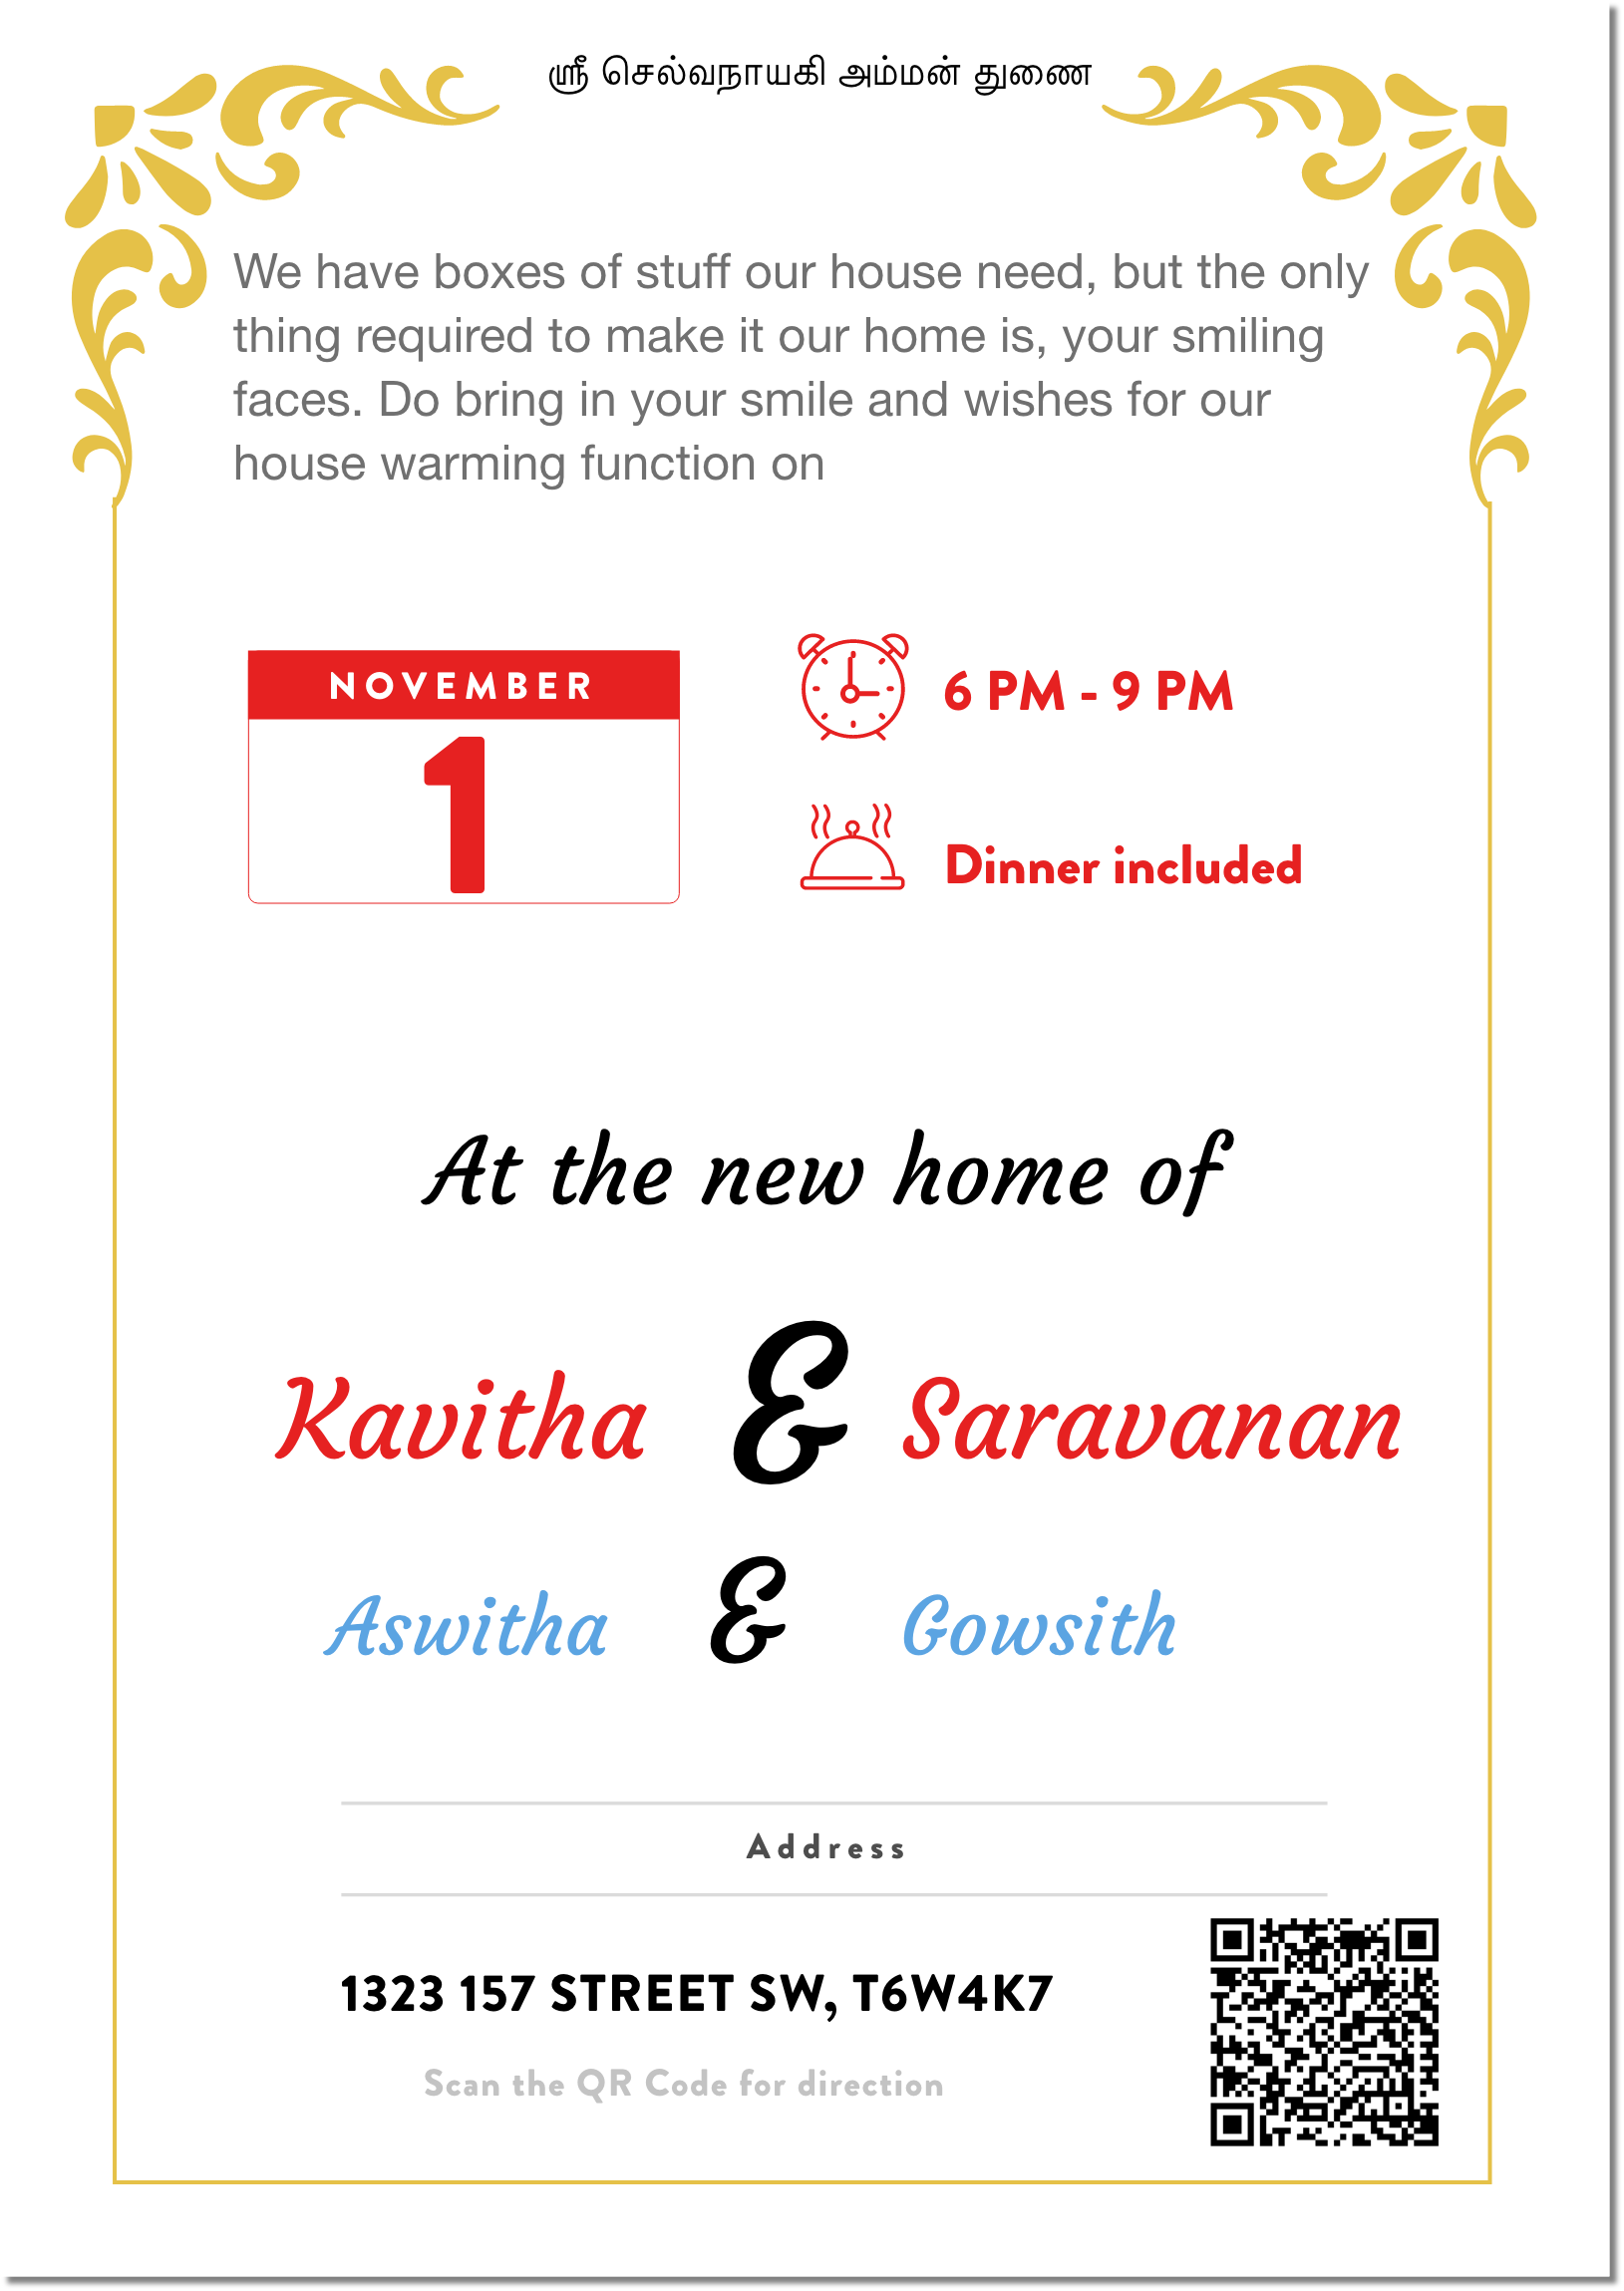 ஸ்ரீ செல்வநாயகி அம்மன் துணை
We have boxes of stuff our house need, but the only
thing required to make it our home is, your smiling
faces. Do bring in your smile and wishes for our
house warming function on
NOVEMBER
1
6 PM - 9 PM
Dinner included
At the new home of
Kavitha & Saravanan
Aswitha & Gowsith
Address
1323 157 STREET SW, T6W4K7
Scan the QR Code for direction